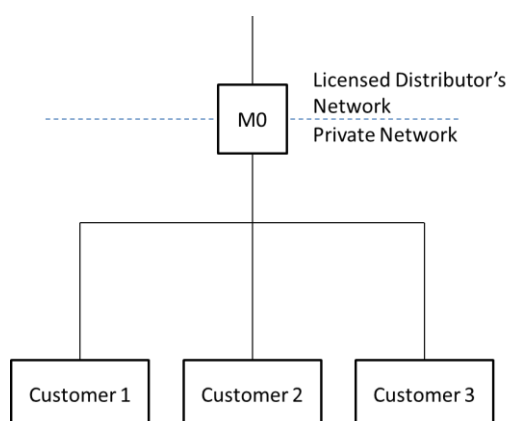 Licensed Distributor's
Network
M0
Private Network
Customer 1
Customer 2
Customer 3